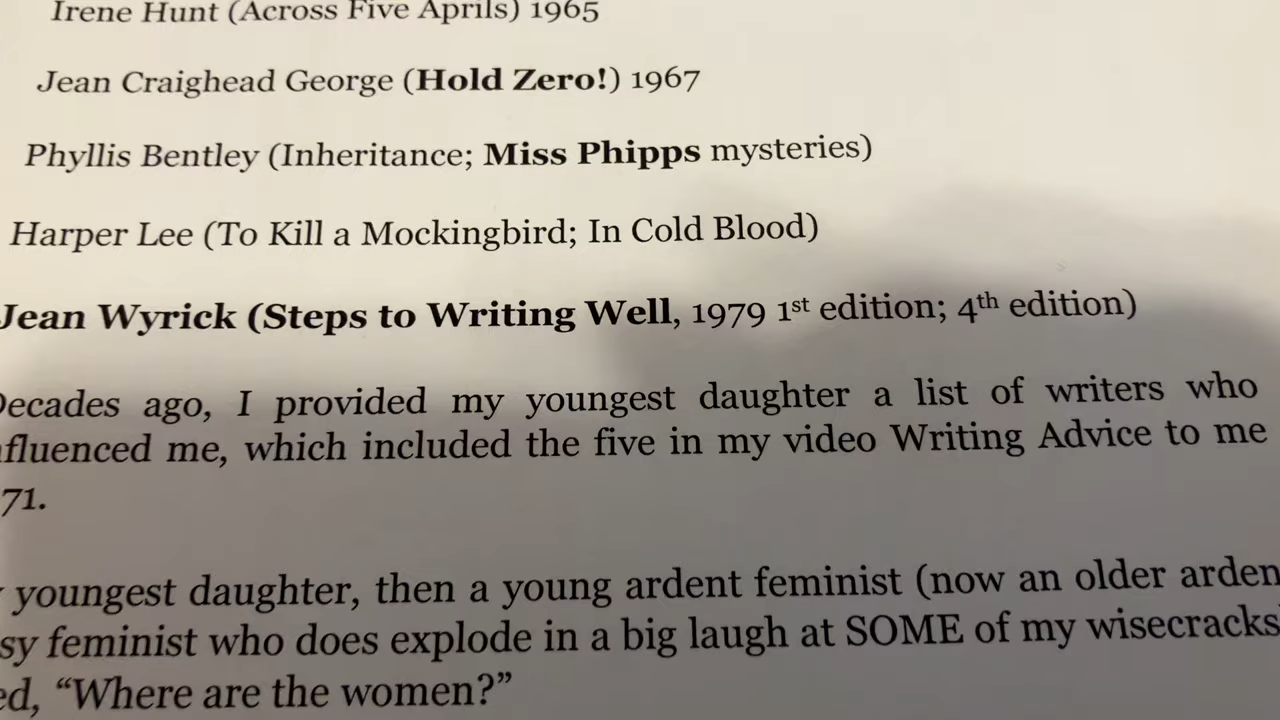 Irene Hunt (Across Five Aprils) 1965
Jean Craighead George (Hold Zero!) 1967
Phyllis Bentley (Inheritance; Miss Phipps mysteries)
Harper Lee (To Kill a Mockingbird; In Cold Blood)
Jean Wyrick (Steps to Writing Well, 1979 1st edition; 4th edition)
Decades ago, I provided my youngest daughter a list of writers who
fluenced me, which included the five in my video Writing Advice to me
71.
youngest daughter, then a young ardent feminist (now an older arden
sy feminist who does explode in a big laugh at SOME of my wisecracks
ed, “Where are the women?”